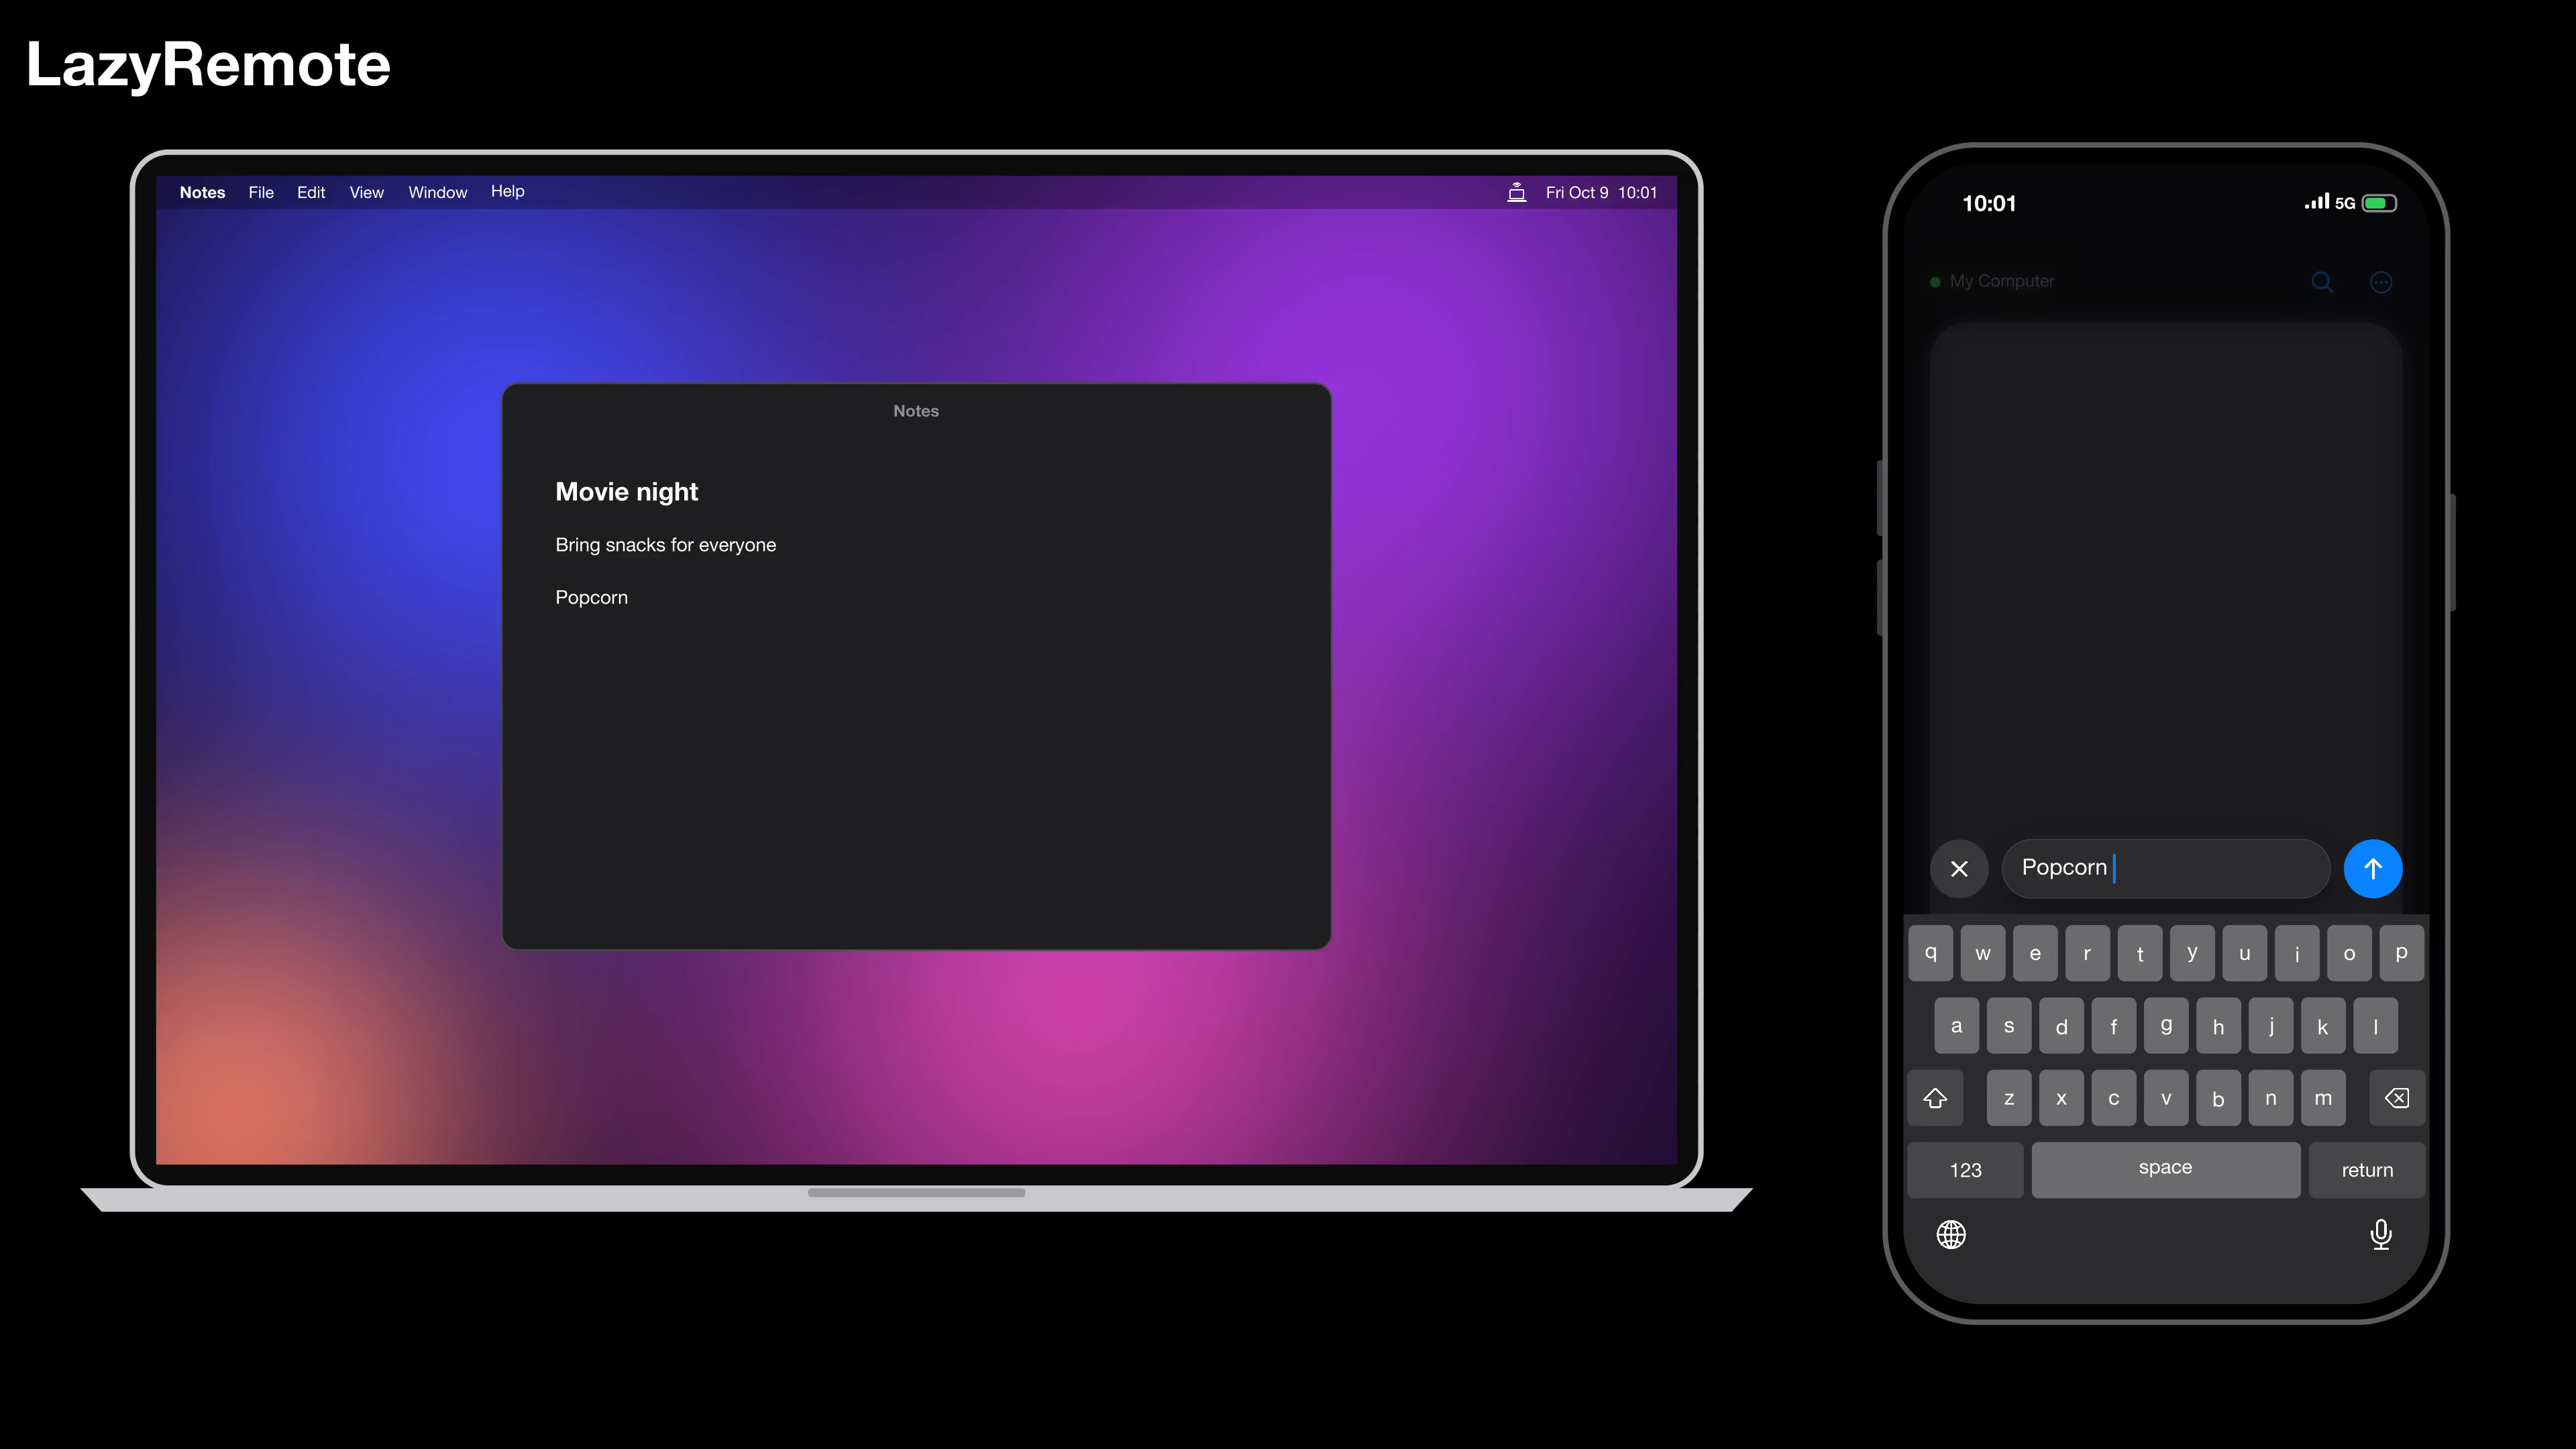 LazyRemote
Notes File Edit View Window Help Fri Oct 9 10:01
Notes
Movie night
Bring snacks for everyone
Popcorn
10:01 5G
My Computer
Popcorn
q w e r t y u i o p
a s d f g h j k l
z x c v b n m
123 space return